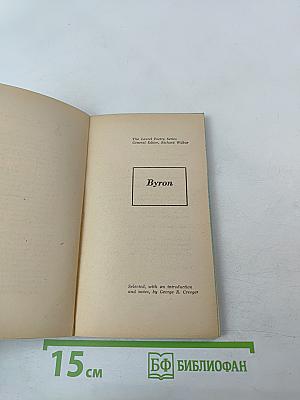 The Laurel Poetry Series
General Editor, Richard Wilbur
Byron
Selected, with an introduction
and notes, by George R. Creeger
15 см
БФ БИБЛИОФАН